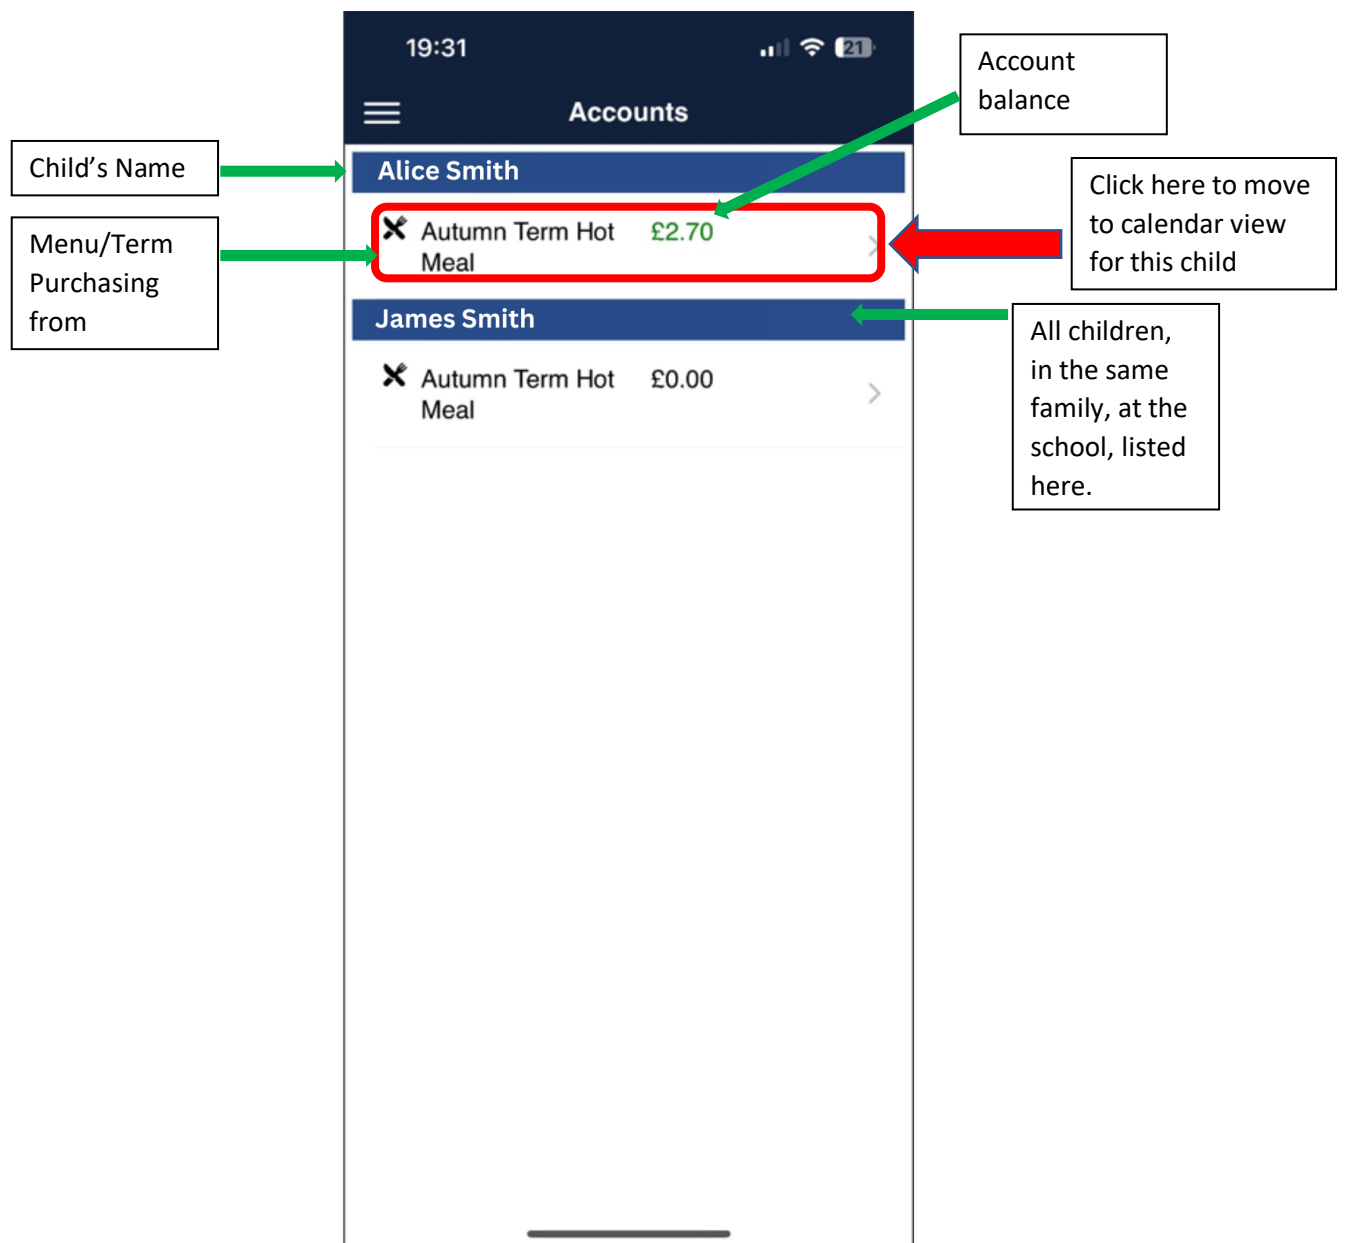 19:31
21
Accounts
Account
balance
Child’s Name
Alice Smith
Menu/Term
Purchasing
from
Autumn Term Hot £2.70
Meal
Click here to move
to calendar view
for this child
James Smith
Autumn Term Hot £0.00
Meal
All children,
in the same
family, at the
school, listed
here.